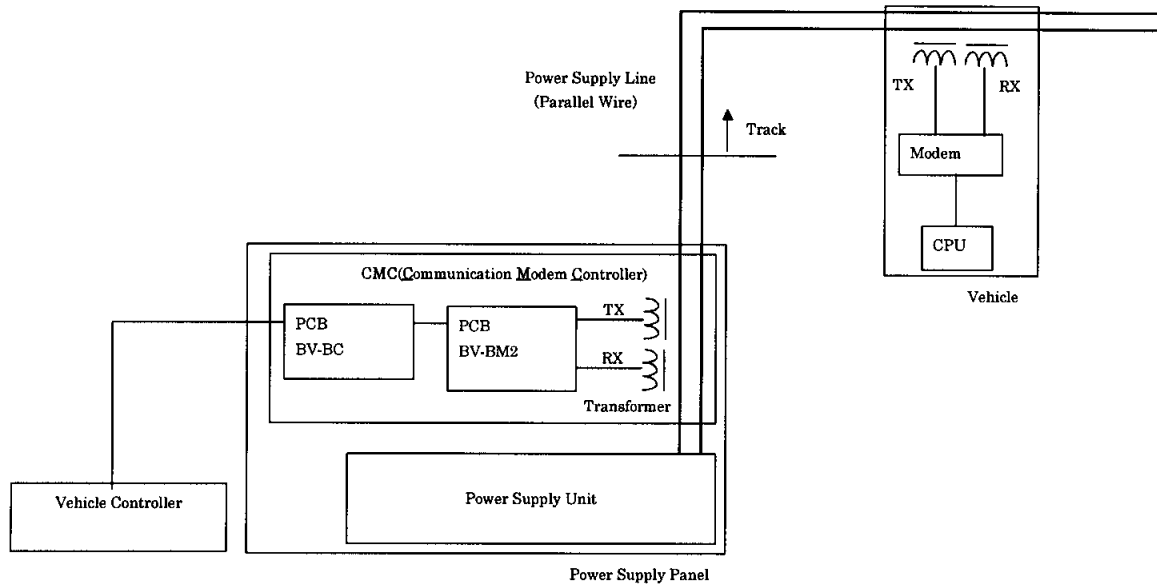 Power Supply Line
(Parallel Wire)
Track
TX
RX
Modem
CPU
Vehicle
CMC(Communication Modem Controller)
PCB
BV-BC
PCB
BV-BM2
TX
RX
Transformer
Vehicle Controller
Power Supply Unit
Power Supply Panel